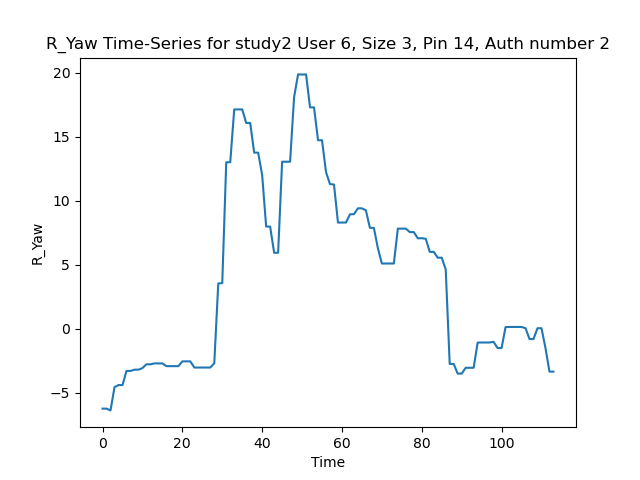 R_Yaw Time-Series for study2 User 6, Size 3, Pin 14, Auth number 2
20
15
10
5
0
−5
R_Yaw
0 20 40 60 80 100
Time